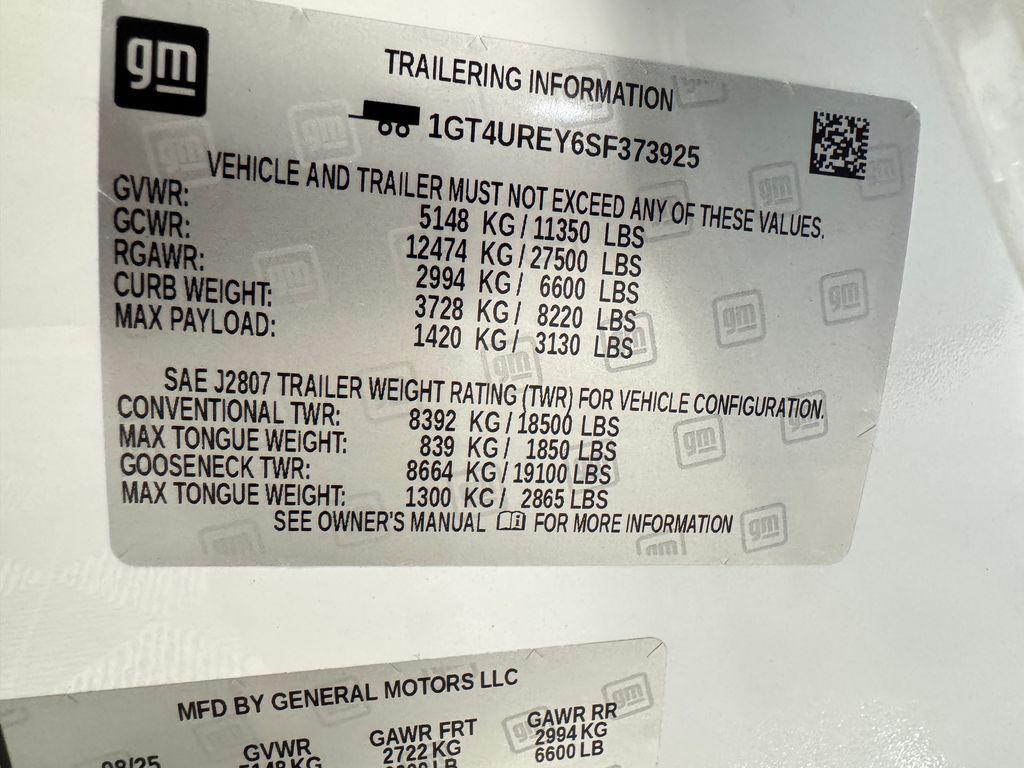 gm
TRAILERING INFORMATION
1GT4UREY6SF373925
VEHICLE AND TRAILER MUST NOT EXCEED ANY OF THESE VALUES.
GVWR: 5148 KG/ 11350 LBS
GCWR: 12474 KG/ 27500 LBS
RGAWR: 2994 KG/ 6600 LBS
CURB WEIGHT: 3728 KG/ 8220 LBS
MAX PAYLOAD: 1420 KG/ 3130 LBS
SAE J2807 TRAILER WEIGHT RATING (TWR) FOR VEHICLE CONFIGURATION.
CONVENTIONAL TWR: 8392 KG/ 18500 LBS
MAX TONGUE WEIGHT: 839 KG/ 1850 LBS
GOOSENECK TWR: 8664 KG/ 19100 LBS
MAX TONGUE WEIGHT: 1300 KG/ 2865 LBS
SEE OWNER'S MANUAL FOR MORE INFORMATION
MFD BY GENERAL MOTORS LLC
08/25 GVWR GAWR FRT GAWR RR
5148 KG 2722 KG 2994 KG
6600 LB